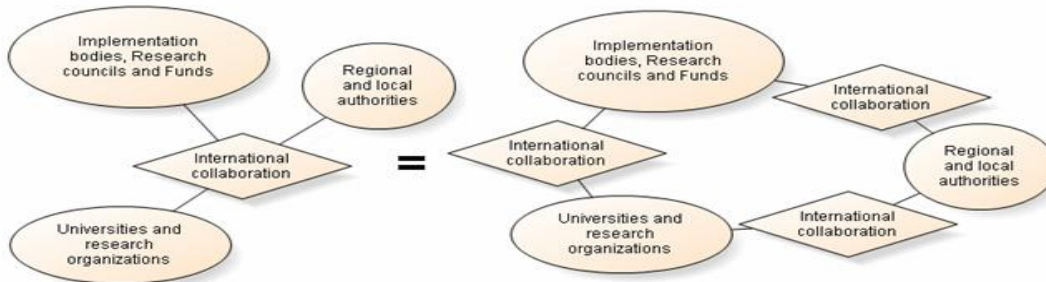 Implementation
bodies, Research
councils and Funds
Regional
and local
authorities
International
collaboration
Universities and
research
organizations
=
Implementation
bodies, Research
councils and Funds
International
collaboration
International
collaboration
Regional
and local
authorities
Universities and
research
organizations
International
collaboration